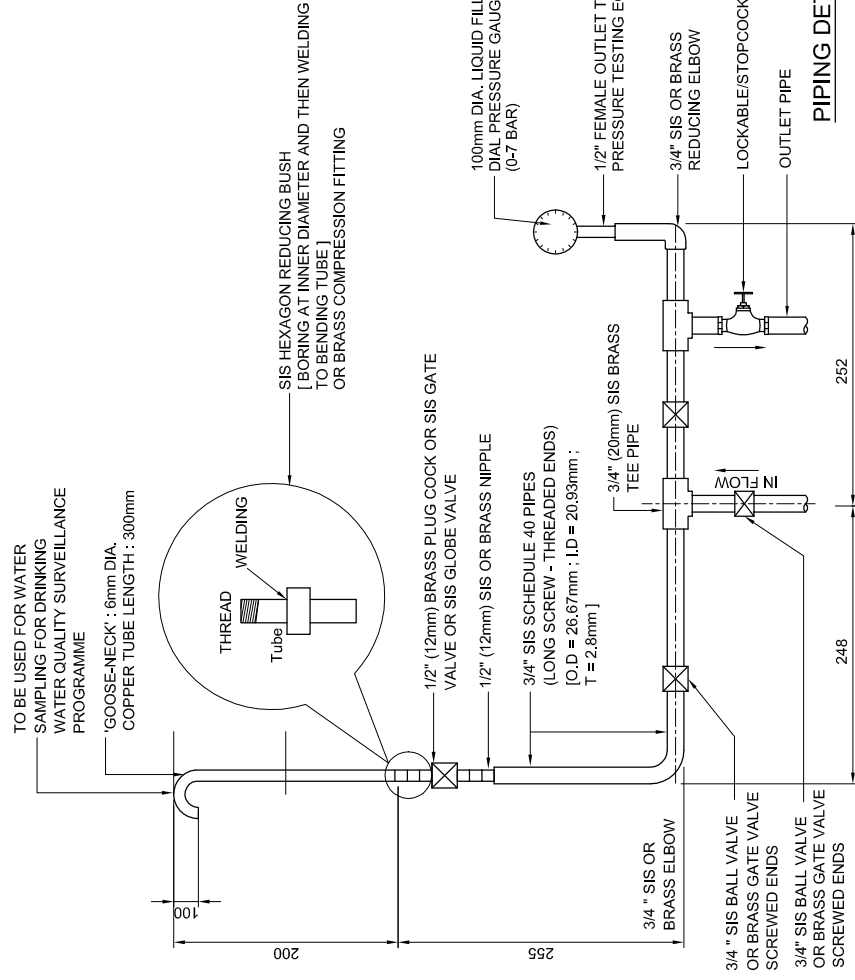 TO BE USED FOR WATER
SAMPLING FOR DRINKING
WATER QUALITY SURVEILLANCE
PROGRAMME
'GOOSE-NECK' : 6mm DIA.
COPPER TUBE LENGTH : 300mm
THREAD
WELDING
Tube
SIS HEXAGON REDUCING BUSH
[ BORING AT INNER DIAMETER AND THEN WELDING
TO BENDING TUBE ]
OR BRASS COMPRESSION FITTING
100
200
255
1/2" (12mm) BRASS PLUG COCK OR SIS GATE
VALVE OR SIS GLOBE VALVE
1/2" (12mm) SIS OR BRASS NIPPLE
3/4" SIS SCHEDULE 40 PIPES
(LONG SCREW - THREADED ENDS)
[O.D = 26.67mm ; I.D = 20.93mm ;
T = 2.8mm ]
3/4" (20mm) SIS BRASS
TEE PIPE
100mm DIA. LIQUID FILL
DIAL PRESSURE GAUG
(0-7 BAR)
1/2" FEMALE OUTLET T
PRESSURE TESTING
3/4" SIS OR BRASS
REDUCING ELBOW
LOCKABLE/STOPCOCK
OUTLET PIPE
IN FLOW
3/4 " SIS OR
BRASS ELBOW
3/4 " SIS BALL VALVE
OR BRASS GATE VALVE
SCREWED ENDS
3/4" SIS BALL VALVE
OR BRASS GATE VALVE
SCREWED ENDS
248
252
PIPING DET